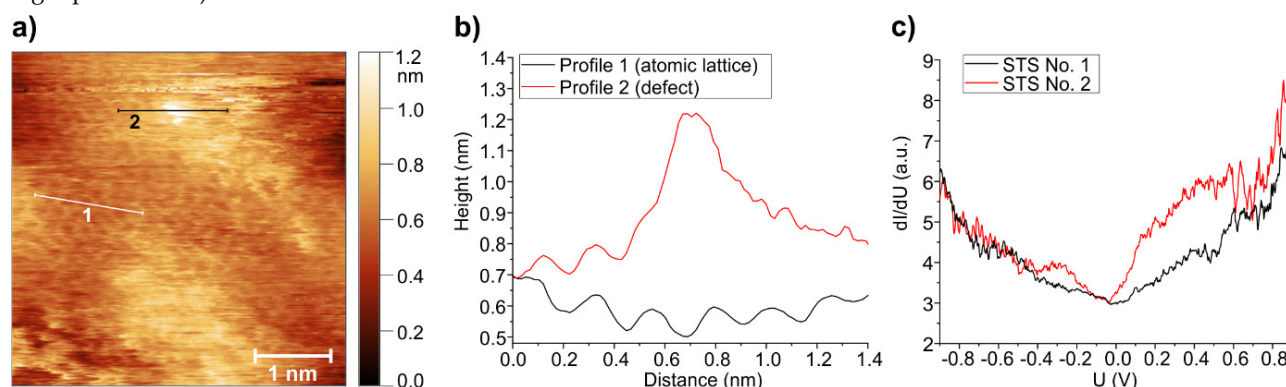 a)
1.2
nm
1.0
0.8
0.6
0.4
0.2
0.0
2
1
1 nm
b)
1.4
1.3
1.2
1.1
1.0
0.9
0.8
0.7
0.6
0.5
Height (nm)
Profile 1 (atomic lattice)
Profile 2 (defect)
0.0 0.2 0.4 0.6 0.8 1.0 1.2 1.4
Distance (nm)
c)
9
8
7
6
5
4
3
2
dI/dU (a.u.)
STS No. 1
STS No. 2
-0.8 -0.6 -0.4 -0.2 0.0 0.2 0.4 0.6 0.8
U (V)